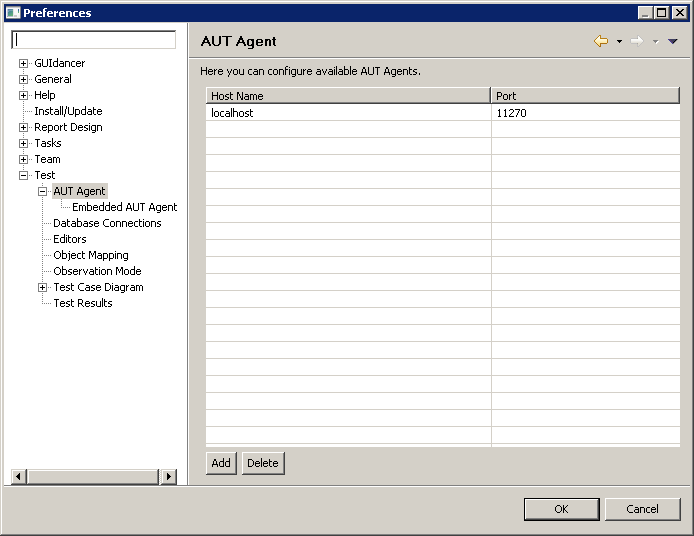 Preferences
AUT Agent
Here you can configure available AUT Agents.
GUIdancer
General
Help
Install/Update
Report Design
Tasks
Team
Test
AUT Agent
Embedded AUT Agent
Database Connections
Editors
Object Mapping
Observation Mode
Test Case Diagram
Test Results
Host Name Port
localhost 11270
Add Delete
OK Cancel